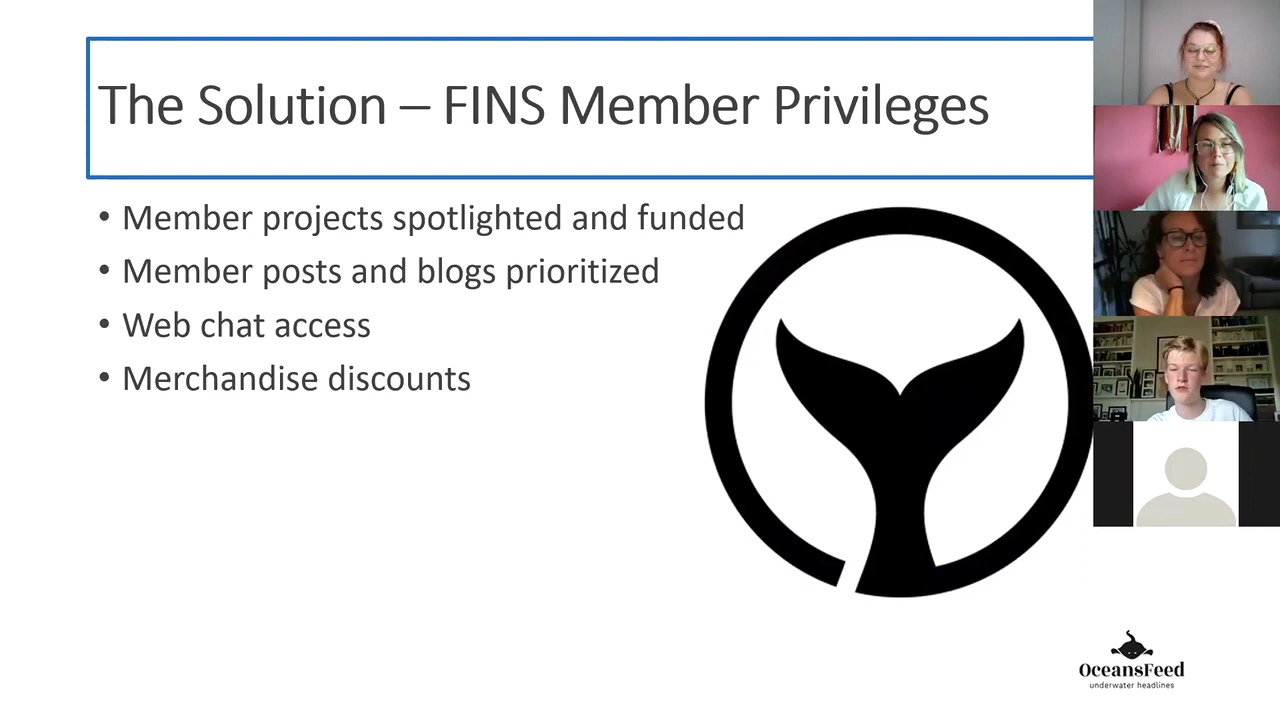 The Solution – FINS Member Privileges
• Member projects spotlighted and funded
• Member posts and blogs prioritized
• Web chat access
• Merchandise discounts
OceansFeed
underwater headlines